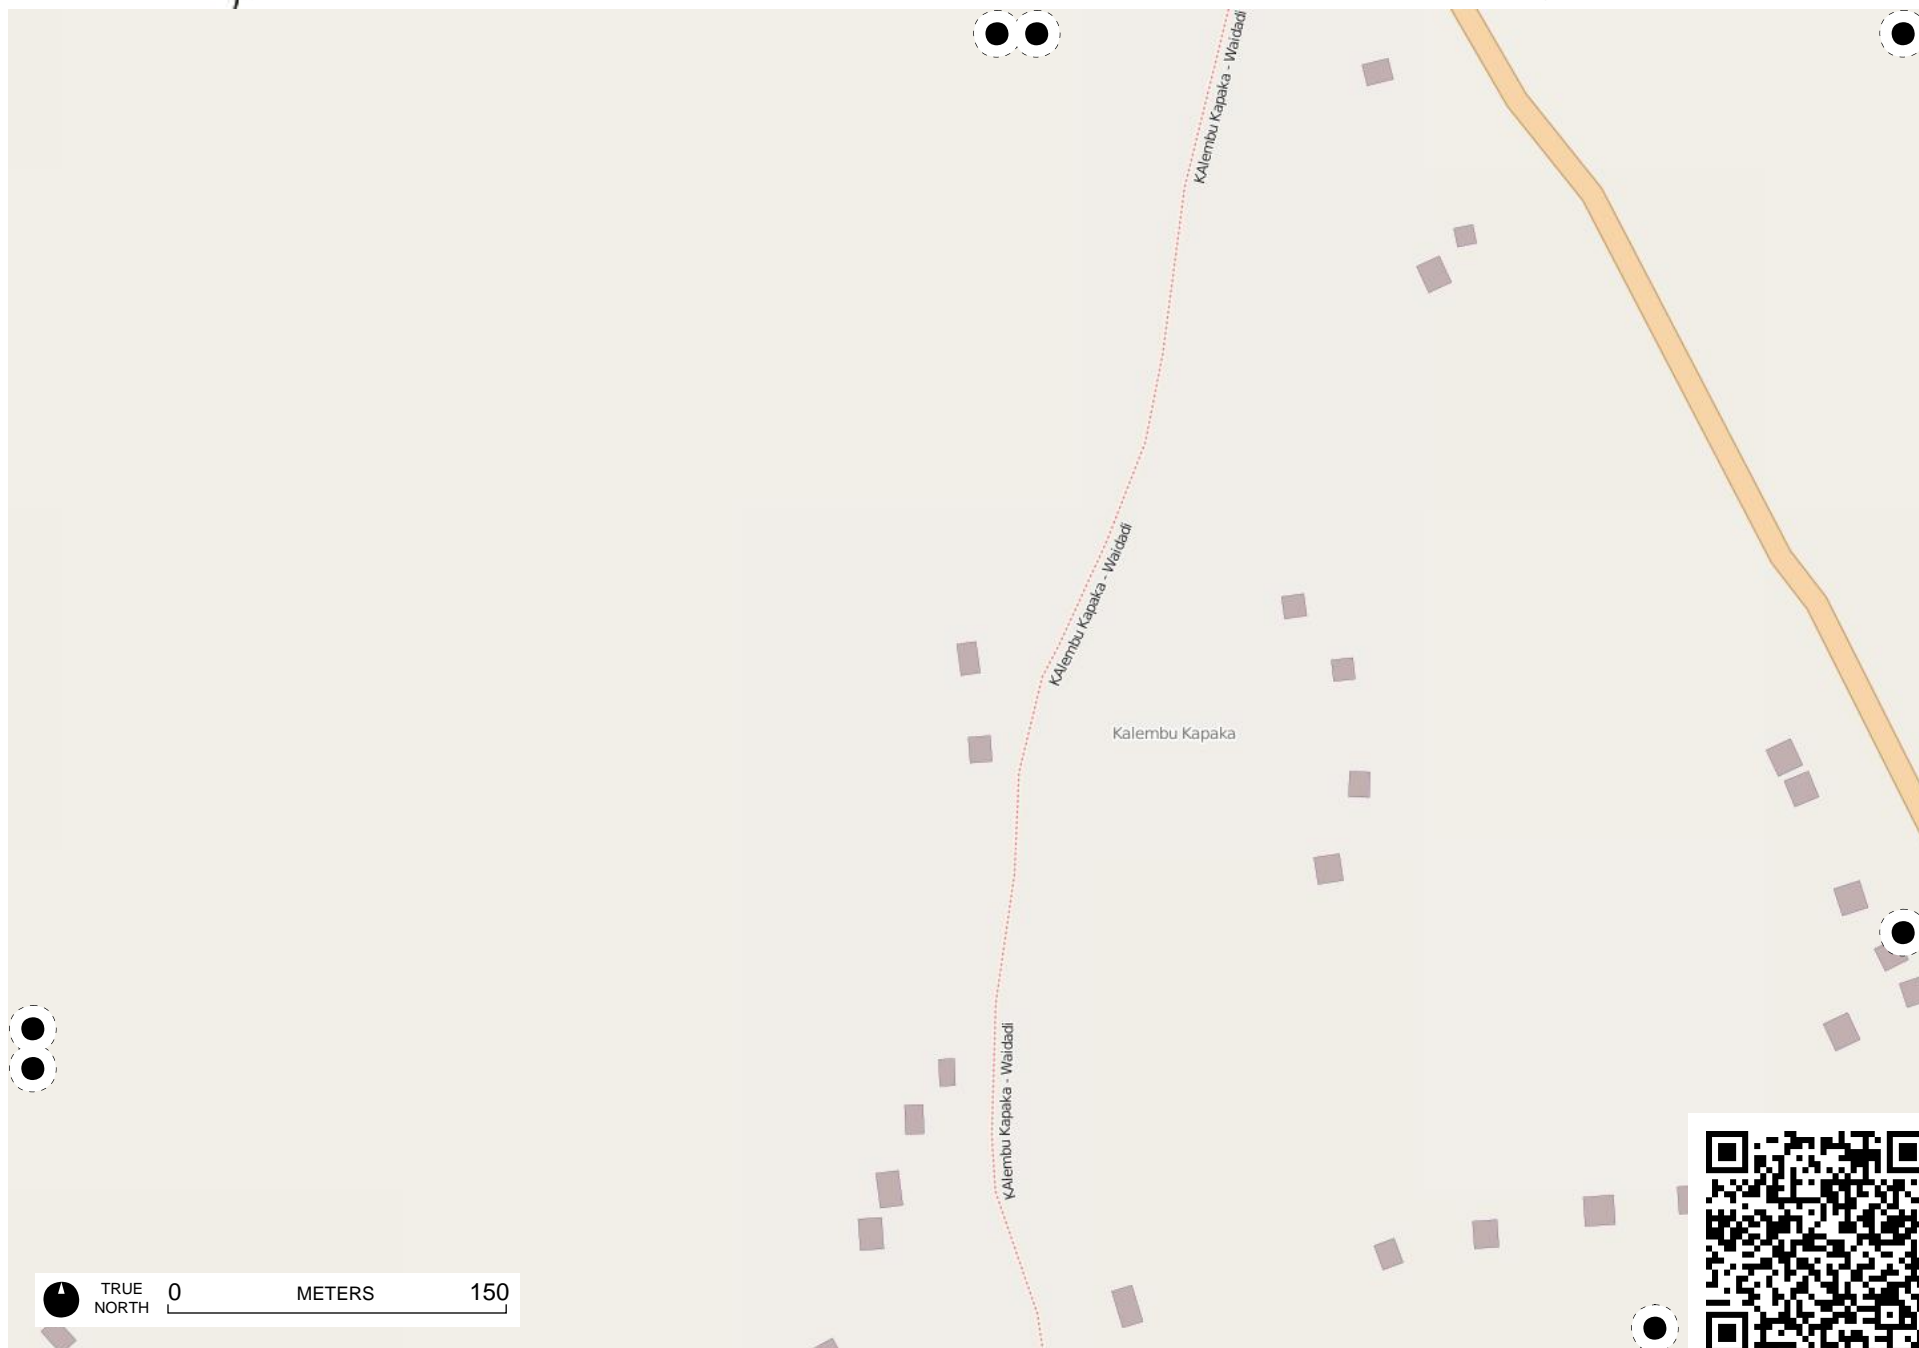 KAlembu Kapaka - Waidadi
KAlembu Kapaka - Waidadi
Kalembu Kapaka
KAlembu Kapaka - Waidadi
TRUE
NORTH
0 METERS 150